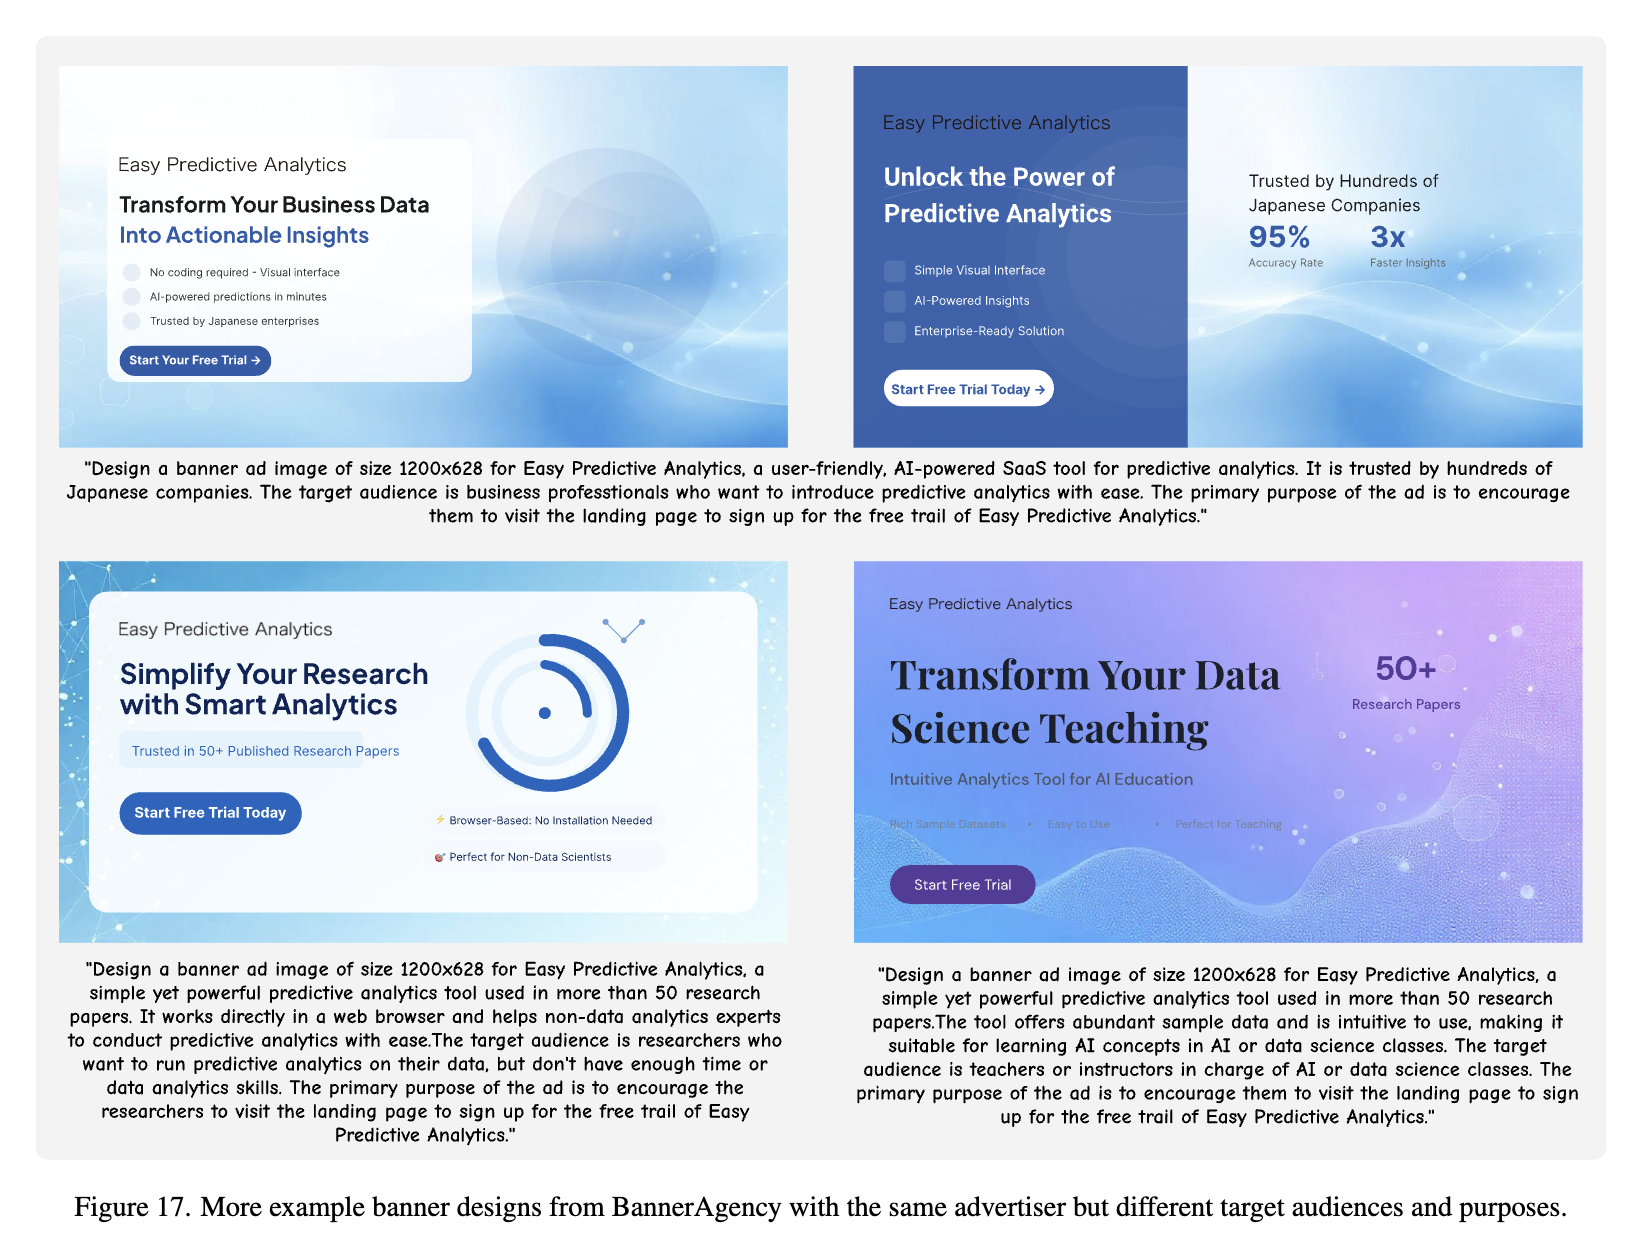 Easy Predictive Analytics
Transform Your Business Data
Into Actionable Insights
No coding required - Visual interface
AI-powered predictions in minutes
Trusted by Japanese enterprises
Start Your Free Trial →
Easy Predictive Analytics
Unlock the Power of
Predictive Analytics
Simple Visual Interface
AI-Powered Insights
Enterprise-Ready Solution
Start Free Trial Today →
Trusted by Hundreds of
Japanese Companies
95% 3x
Accuracy Rate Faster Insights
"Design a banner ad image of size 1200x628 for Easy Predictive Analytics, a user-friendly, AI-powered SaaS tool for predictive analytics. It is trusted by hundreds of
Japanese companies. The target audience is business professtionals who want to introduce predictive analytics with ease. The primary purpose of the ad is to encourage
them to visit the landing page to sign up for the free trail of Easy Predictive Analytics."
Easy Predictive Analytics
Simplify Your Research
with Smart Analytics
Trusted in 50+ Published Research Papers
Start Free Trial Today
⚡ Browser-Based: No Installation Needed
🎯 Perfect for Non-Data Scientists
Easy Predictive Analytics
Transform Your Data
Science Teaching
Intuitive Analytics Tool for AI Education
Rich Sample Datasets • Easy to Use • Perfect for Teaching
Start Free Trial
50+
Research Papers
"Design a banner ad image of size 1200x628 for Easy Predictive Analytics, a
simple yet powerful predictive analytics tool used in more than 50 research
papers. It works directly in a web browser and helps non-data analytics experts
to conduct predictive analytics with ease.The target audience is researchers who
want to run predictive analytics on their data, but don't have enough time or
data analytics skills. The primary purpose of the ad is to encourage the
researchers to visit the landing page to sign up for the free trail of Easy
Predictive Analytics."
"Design a banner ad image of size 1200x628 for Easy Predictive Analytics, a
simple yet powerful predictive analytics tool used in more than 50 research
papers.The tool offers abundant sample data and is intuitive to use, making it
suitable for learning AI concepts in AI or data science classes. The target
audience is teachers or instructors in charge of AI or data science classes. The
primary purpose of the ad is to encourage them to visit the landing page to sign
up for the free trail of Easy Predictive Analytics."
Figure 17. More example banner designs from BannerAgency with the same advertiser but different target audiences and purposes.